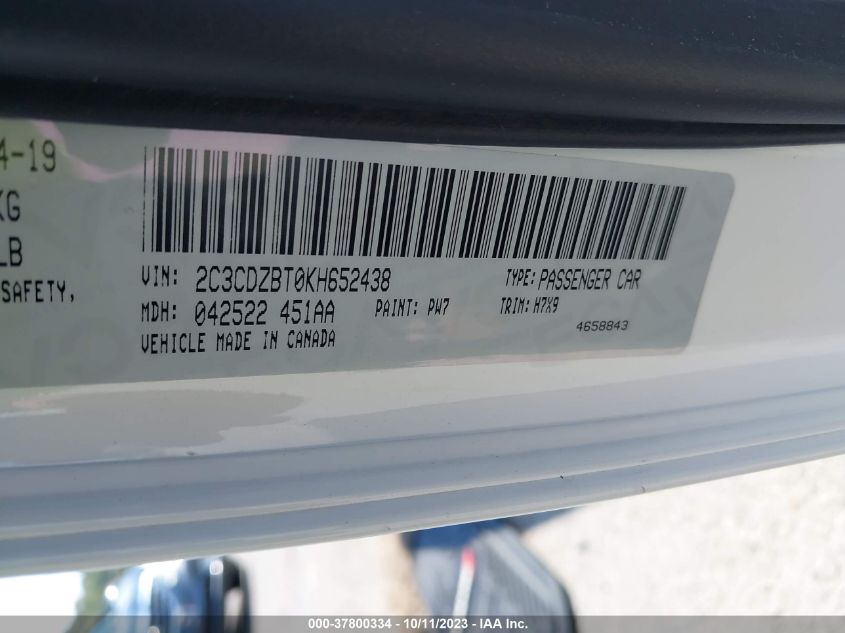 4-19
KG
LB
SAFETY,
VIN: 2C3CDZBT0KH652438 TYPE: PASSENGER CAR
MDH: 042522 451AA PAINT: PW7 TRIM: H7X9
VEHICLE MADE IN CANADA 4658843
000-37800334 - 10/11/2023 - IAA Inc.